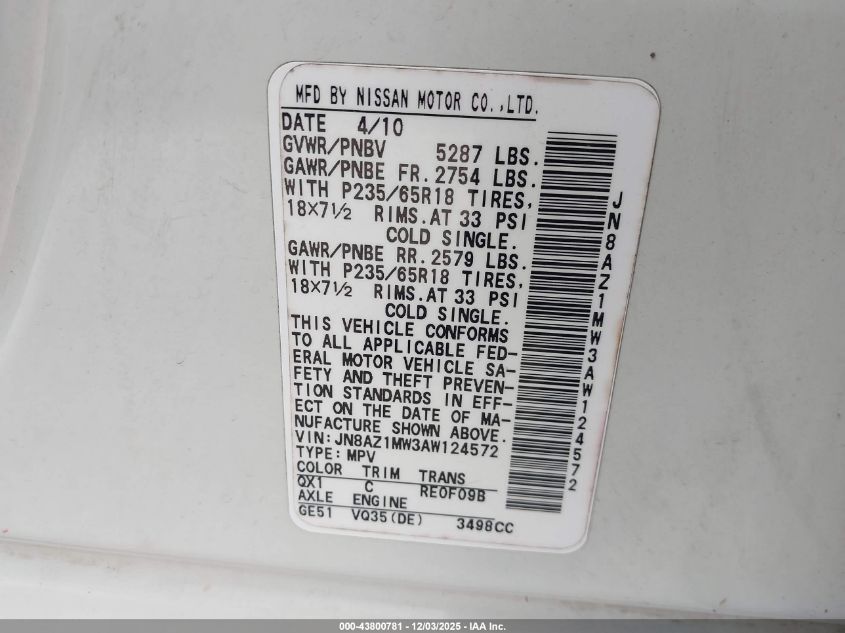 MFD BY NISSAN MOTOR CO.,LTD.
DATE 4/10
GVWR/PNBV 5287 LBS.
GAWR/PNBE FR.2754 LBS.
WITH P235/65R18 TIRES,
18×7½ RIMS.AT 33 PSI
COLD SINGLE.
GAWR/PNBE RR.2579 LBS.
WITH P235/65R18 TIRES,
18×7½ RIMS.AT 33 PSI
COLD SINGLE.
THIS VEHICLE CONFORMS
TO ALL APPLICABLE FED-
ERAL MOTOR VEHICLE SA-
FETY AND THEFT PREVEN-
TION STANDARDS IN EFF-
ECT ON THE DATE OF MA-
NUFACTURE SHOWN ABOVE.
VIN:JN8AZ1MW3AW124572
TYPE:MPV
COLOR TRIM TRANS
QX1 C RE0F09B
AXLE ENGINE
GE51 VQ35(DE) 3498CC
JN8AZ1MW3AW124572
000-43800781 - 12/03/2025 - IAA Inc.